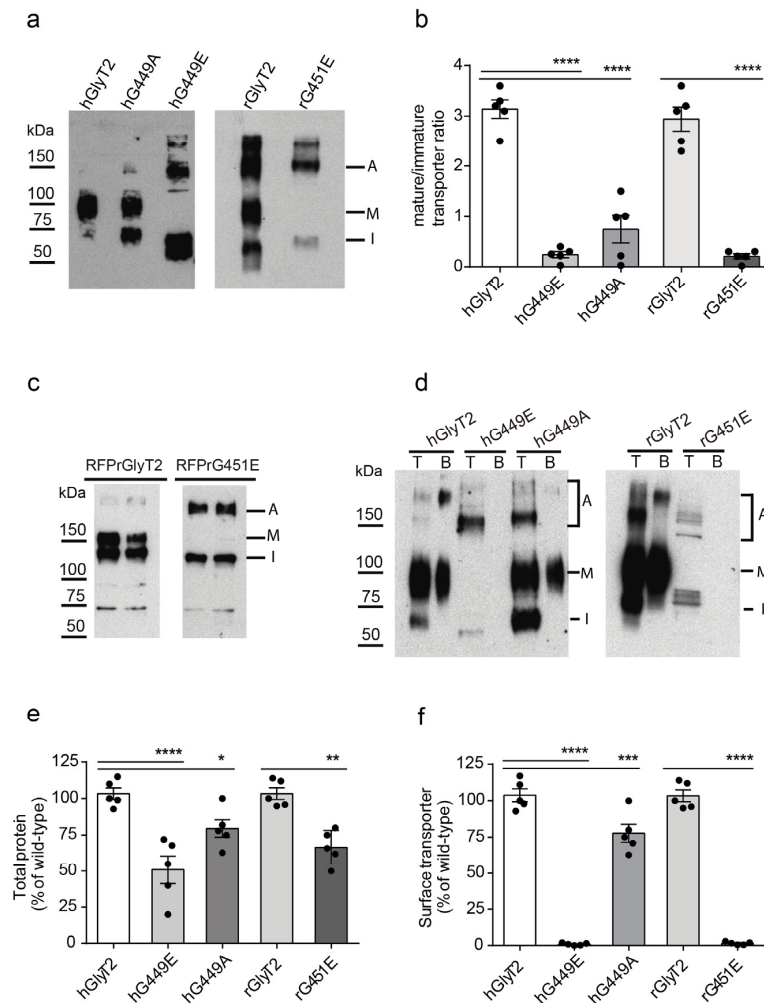 a
hGlyT2 hG449A hG449E rGlyT2 rG451E
kDa
150
100
75
50
A
M
I
b
mature/immature
transporter ratio
4
3
2
1
0
**** **** ****
hGlyT2 hG449E hG449A rGlyT2 rG451E
c
RFPrGlyT2 RFPrG451E
kDa
150
100
75
50
A
M
I
d
hGlyT2 hG449E hG449A rGlyT2 rG451E
T B T B T B T B T B
kDa
150
100
75
50
A
M
I
A
M
I
e
Total protein
(% of wild-type)
125
100
75
50
25
0
**** * **
hGlyT2 hG449E hG449A rGlyT2 rG451E
f
Surface transporter
(% of wild-type)
125
100
75
50
25
0
**** *** ****
hGlyT2 hG449E hG449A rGlyT2 rG451E